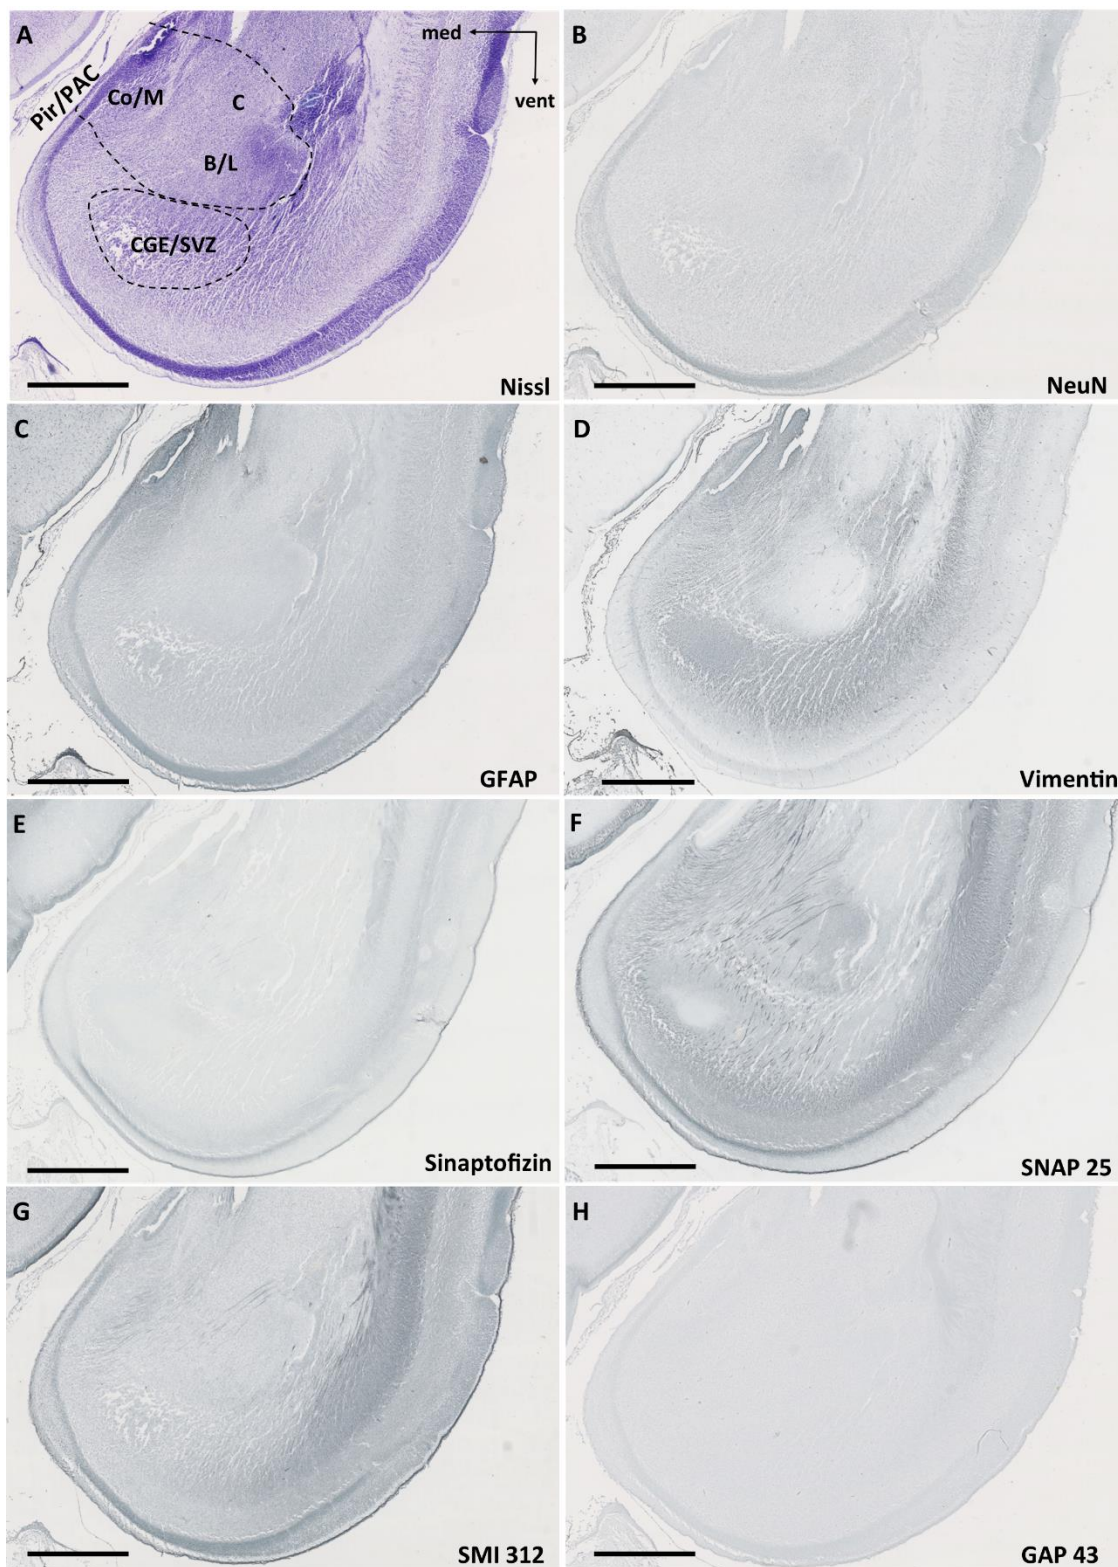 A
med
vent
Pir/PAC
Co/M
C
B/L
CGE/SVZ
Nissl
B
NeuN
C
GFAP
D
Vimentin
E
Sinaptofizin
F
SNAP 25
G
SMI 312
H
GAP 43